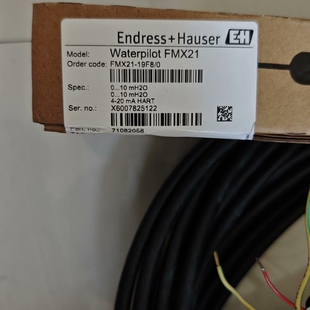 Endress+Hauser EH
Model: Waterpilot FMX21
Order code: FMX21-19F8/0
Spec.: 0...10 mH2O
0...10 mH2O
4-20 mA HART
Ser. no.: X6007825122
71082058